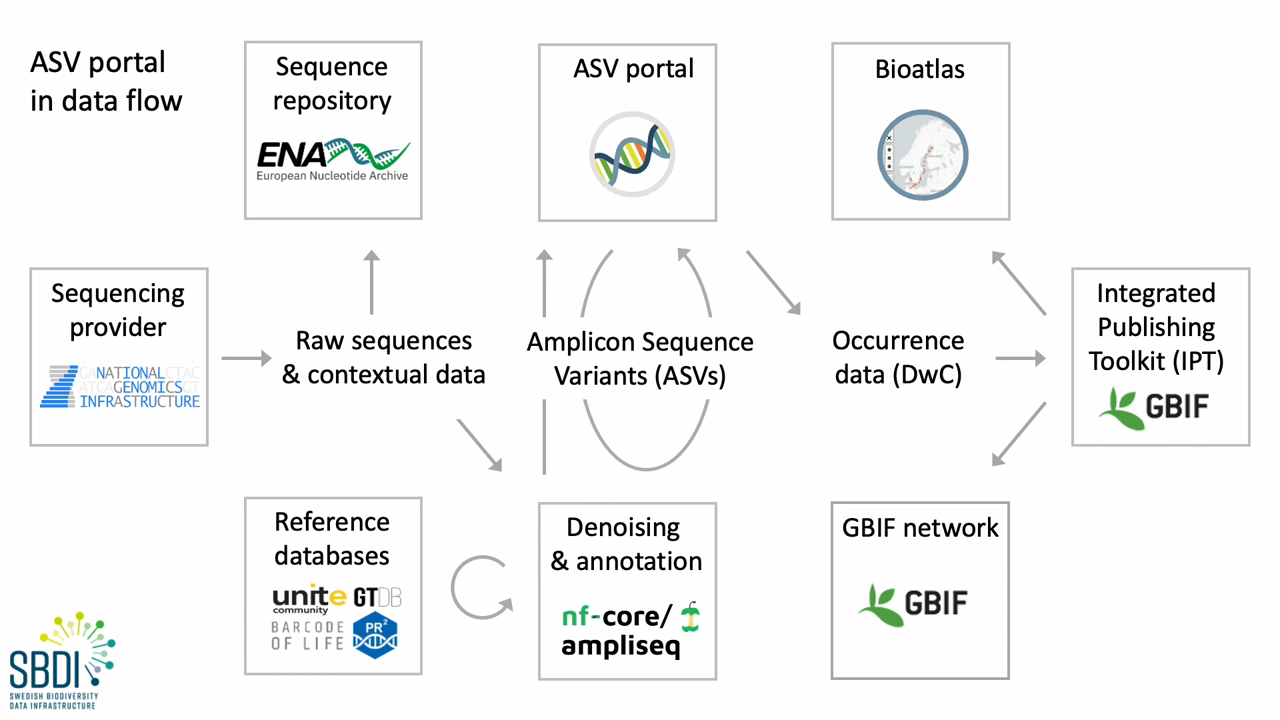 ASV portal
in data flow
Sequence
repository
ENA
European Nucleotide Archive
ASV portal
Bioatlas
Sequencing
provider
GANATIONALCTAC
ATCAGENOMICSGT
INFRASTRUCTURE
Raw sequences
& contextual data
Amplicon Sequence
Variants (ASVs)
Occurrence
data (DwC)
Integrated
Publishing
Toolkit (IPT)
GBIF
Reference
databases
unite
community
GTDB
BARCODE
OF LIFE
PR2
Denoising
& annotation
nf-core/
ampliseq
GBIF network
GBIF
SBDI
SWEDISH BIODIVERSITY
DATA INFRASTRUCTURE